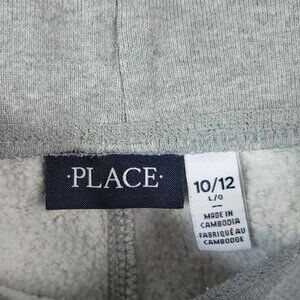 ·PLACE·
10/12
L/G
MADE IN
CAMBODIA
FABRIQUÉ AU
CAMBODGE